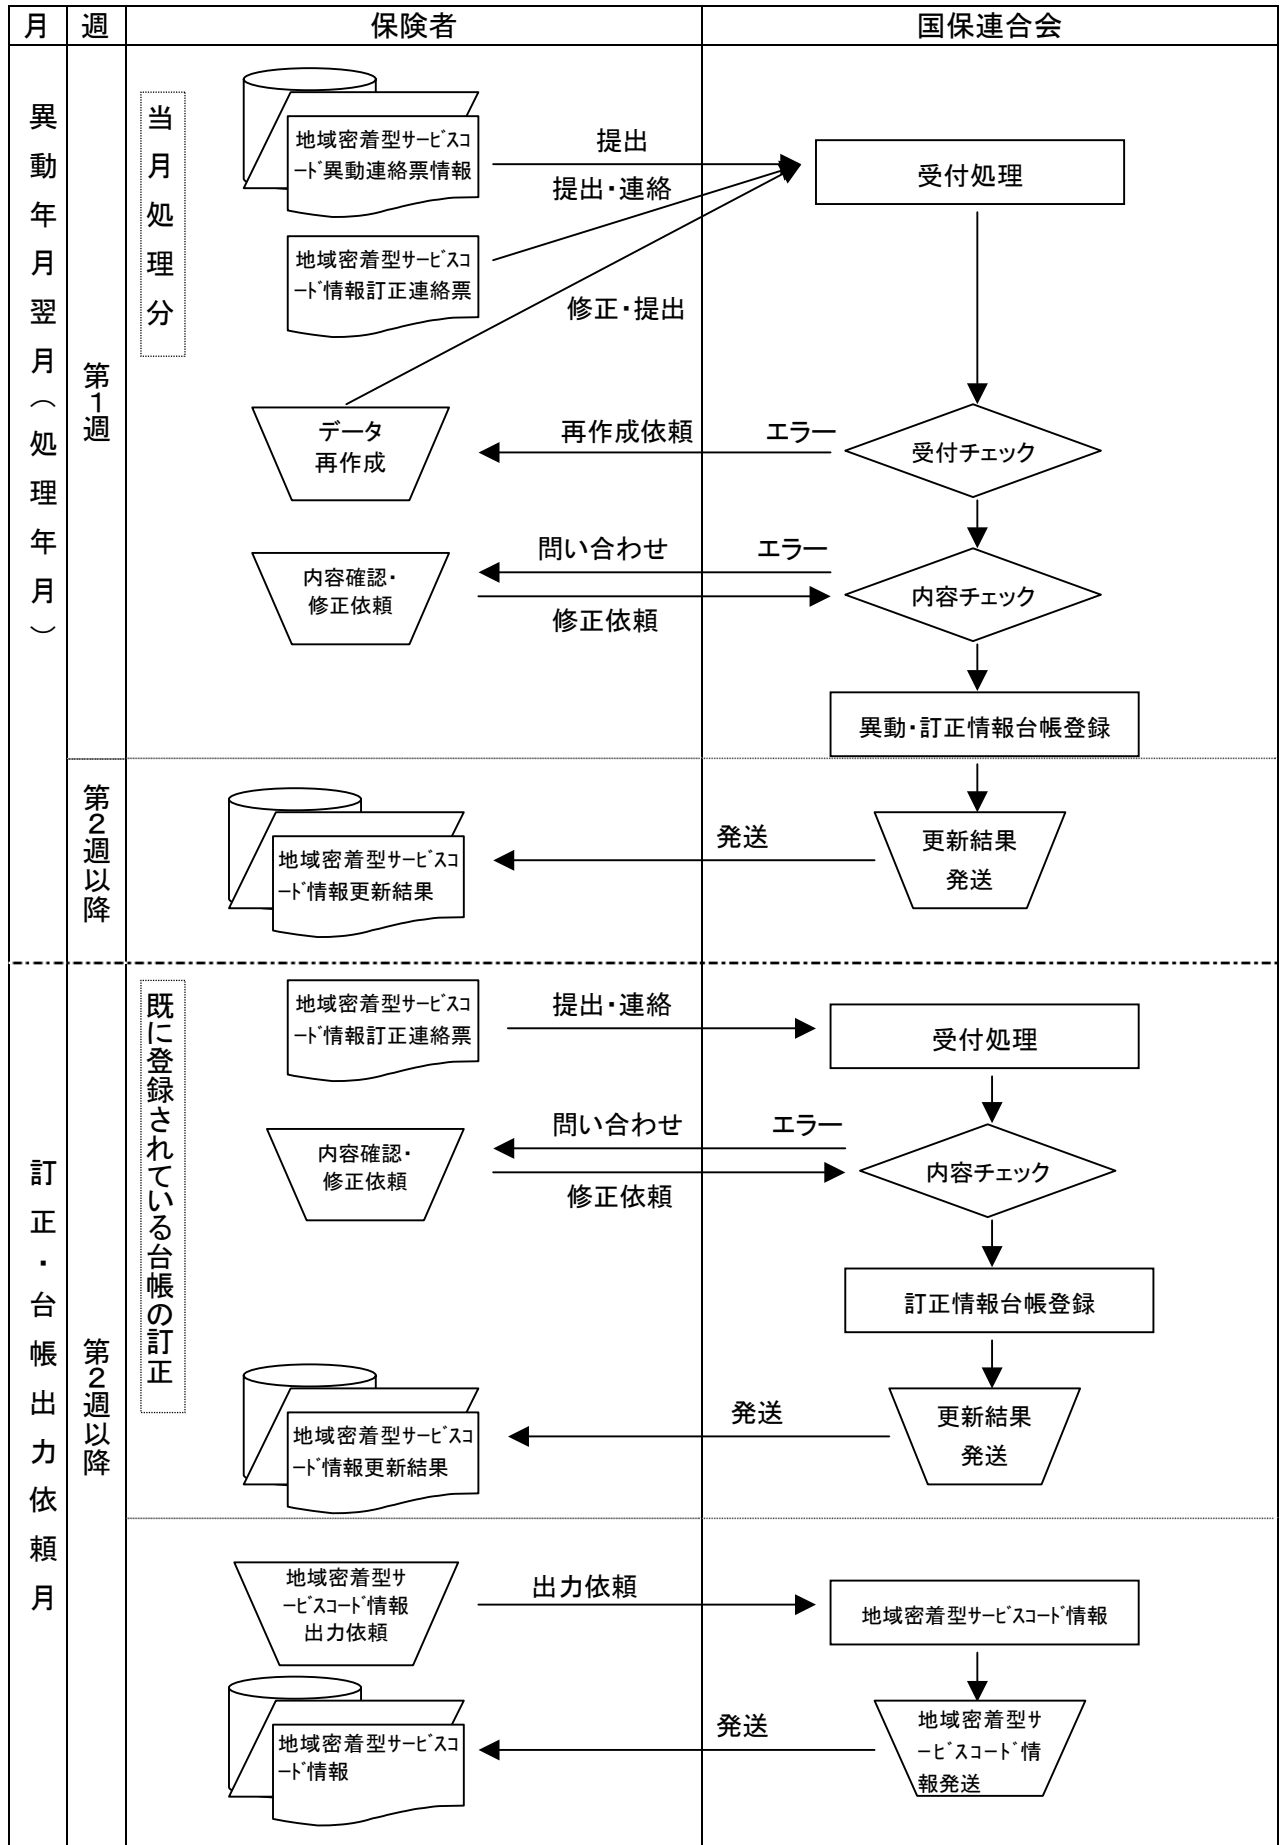 月
週
保険者
国保連合会
異動年月翌月（処理年月）
第1週
当月処理分
地域密着型サービスコ
ード異動連絡票情報
提出
受付処理
提出・連絡
地域密着型サービスコ
ード情報訂正連絡票
修正・提出
データ
再作成
再作成依頼
エラー
受付チェック
問い合わせ
エラー
内容確認・
修正依頼
修正依頼
内容チェック
異動・訂正情報台帳登録
第2週以降
地域密着型サービスコ
ード情報更新結果
発送
更新結果
発送
訂正・台帳出力依頼月
第2週以降
既に登録されている台帳の訂正
地域密着型サービスコ
ード情報訂正連絡票
提出・連絡
受付処理
問い合わせ
エラー
内容確認・
修正依頼
修正依頼
内容チェック
訂正情報台帳登録
地域密着型サービスコ
ード情報更新結果
発送
更新結果
発送
地域密着型サ
ービスコード情報
出力依頼
出力依頼
地域密着型サービスコード情報
地域密着型サービスコ
ード情報
発送
地域密着型サ
ービスコード情
報発送